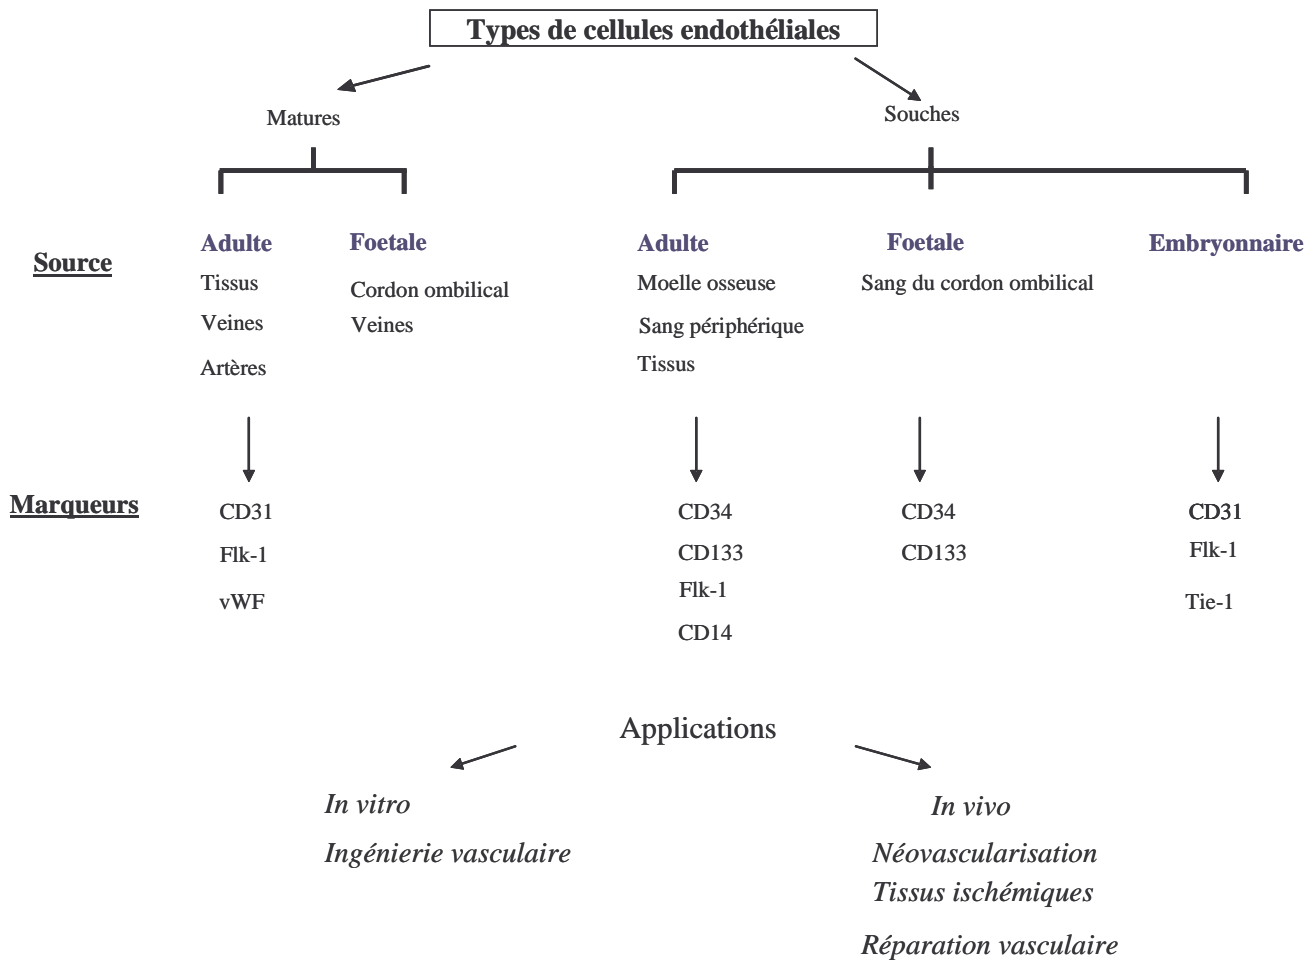 Types de cellules endothéliales
Matures
Souches
Source
Adulte
Tissus
Veines
Artères
Foetale
Cordon ombilical
Veines
Adulte
Moelle osseuse
Sang périphérique
Tissus
Foetale
Sang du cordon ombilical
Embryonnaire
Marqueurs
CD31
Flk-1
vWF
CD34
CD133
Flk-1
CD14
CD34
CD133
CD31
Flk-1
Tie-1
Applications
In vitro
Ingénierie vasculaire
In vivo
Néovascularisation
Tissus ischémiques
Réparation vasculaire